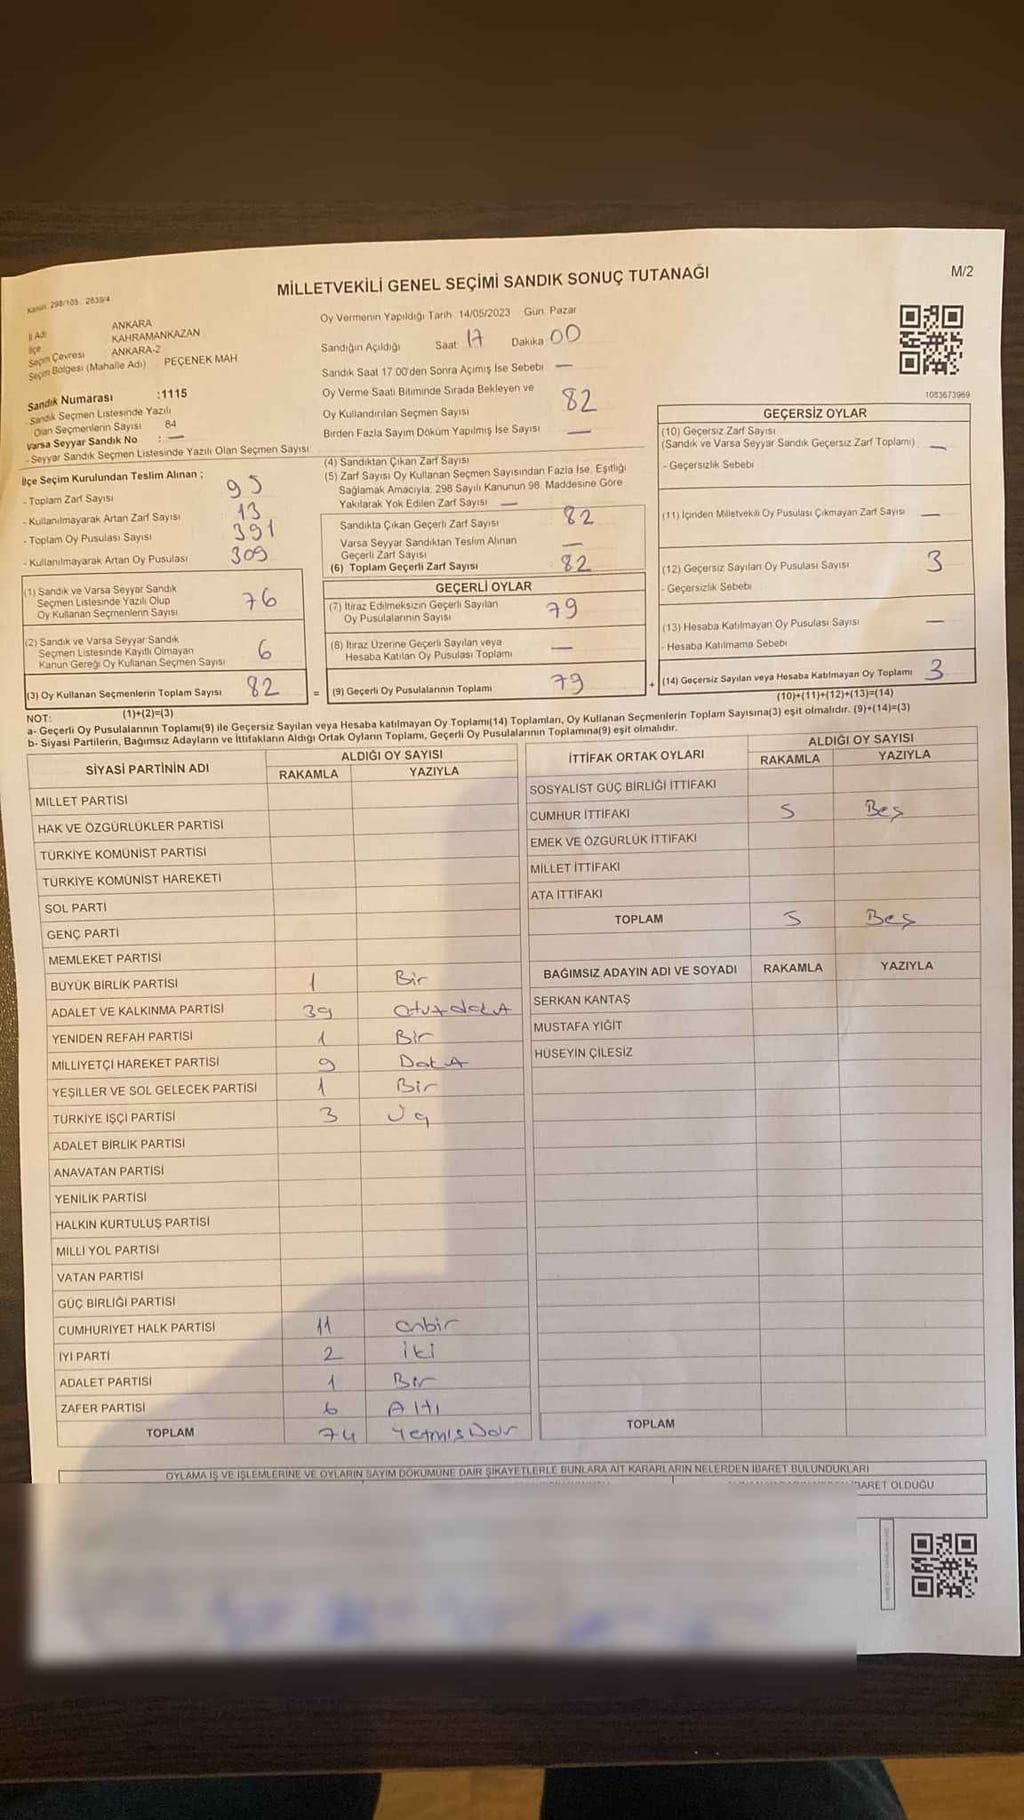 MİLLETVEKİLİ GENEL SEÇİMİ SANDIK SONUÇ TUTANAĞI
M/2
Kanun: 298/105, 2839/4
İl Adı ANKARA
İlçe KAHRAMANKAZAN
Seçim Çevresi ANKARA-2
Seçim Bölgesi (Mahalle Adı) PEÇENEK MAH
Sandık Numarası :1115
- Sandık Seçmen Listesinde Yazılı
Olan Seçmenlerin Sayısı 84
Varsa Seyyar Sandık No : —
- Seyyar Sandık Seçmen Listesinde Yazılı Olan Seçmen Sayısı
İlçe Seçim Kurulundan Teslim Alınan ;
- Toplam Zarf Sayısı 95
- Kullanılmayarak Artan Zarf Sayısı 13
- Toplam Oy Pusulası Sayısı 391
- Kullanılmayarak Artan Oy Pusulası 309
(1) Sandık ve Varsa Seyyar Sandık
Seçmen Listesinde Yazılı Olup
Oy Kullanan Seçmenlerin Sayısı 76
(2) Sandık ve Varsa Seyyar Sandık
Seçmen Listesinde Kayıtlı Olmayan
Kanun Gereği Oy Kullanan Seçmen Sayısı 6
(3) Oy Kullanan Seçmenlerin Toplam Sayısı 82
(1)+(2)=(3)
Oy Vermenin Yapıldığı Tarih 14/05/2023 Gün: Pazar
Sandığın Açıldığı Saat: 17 Dakika 00
Sandık Saat 17.00'den Sonra Açımış İse Sebebi —
Oy Verme Saati Bitiminde Sırada Bekleyen ve
Oy Kullandırılan Seçmen Sayısı 82
Birden Fazla Sayım Döküm Yapılmış İse Sayısı —
(4) Sandıktan Çıkan Zarf Sayısı
(5) Zarf Sayısı Oy Kullanan Seçmen Sayısından Fazla İse, Eşitliği
Sağlamak Amacıyla, 298 Sayılı Kanunun 98. Maddesine Göre
Yakılarak Yok Edilen Zarf Sayısı —
Sandıkta Çıkan Geçerli Zarf Sayısı 82
Varsa Seyyar Sandıktan Teslim Alınan
Geçerli Zarf Sayısı —
(6) Toplam Geçerli Zarf Sayısı 82
GEÇERLİ OYLAR
(7) İtiraz Edilmeksizin Geçerli Sayılan
Oy Pusulalarının Sayısı 79
(8) İtiraz Üzerine Geçerli Sayılan veya
Hesaba Katılan Oy Pusulası Toplamı —
= (9) Geçerli Oy Pusulalarının Toplamı 79
1083673969
GEÇERSİZ OYLAR
(10) Geçersiz Zarf Sayısı
(Sandık ve Varsa Seyyar Sandık Geçersiz Zarf Toplamı) —
- Geçersizlik Sebebi
(11) İçinden Milletvekili Oy Pusulası Çıkmayan Zarf Sayısı —
(12) Geçersiz Sayılan Oy Pusulası Sayısı 3
- Geçersizlik Sebebi
(13) Hesaba Katılmayan Oy Pusulası Sayısı —
- Hesaba Katılmama Sebebi
+ (14) Geçersiz Sayılan veya Hesaba Katılmayan Oy Toplamı 3
(10)+(11)+(12)+(13)=(14)
NOT:
a- Geçerli Oy Pusulalarının Toplamı(9) ile Geçersiz Sayılan veya Hesaba katılmayan Oy Toplamı(14) Toplamları, Oy Kullanan Seçmenlerin Toplam Sayısına(3) eşit olmalıdır. (9)+(14)=(3)
b- Siyasi Partilerin, Bağımsız Adayların ve İttifakların Aldığı Ortak Oyların Toplamı, Geçerli Oy Pusulalarının Toplamına(9) eşit olmalıdır.
SİYASİ PARTİNİN ADI ALDIĞI OY SAYISI
RAKAMLA YAZIYLA
MİLLET PARTİSİ
HAK VE ÖZGÜRLÜKLER PARTİSİ
TÜRKİYE KOMÜNİST PARTİSİ
TÜRKİYE KOMÜNİST HAREKETİ
SOL PARTİ
GENÇ PARTİ
MEMLEKET PARTİSİ
BÜYÜK BİRLİK PARTİSİ 1 Bir
ADALET VE KALKINMA PARTİSİ 39
YENİDEN REFAH PARTİSİ 1 Bir
MİLLİYETÇİ HAREKET PARTİSİ 9
YEŞİLLER VE SOL GELECEK PARTİSİ 1 Bir
TÜRKİYE İŞÇİ PARTİSİ 3 Üç
ADALET BİRLİK PARTİSİ
ANAVATAN PARTİSİ
YENİLİK PARTİSİ
HALKIN KURTULUŞ PARTİSİ
MİLLİ YOL PARTİSİ
VATAN PARTİSİ
GÜÇ BİRLİĞİ PARTİSİ
CUMHURİYET HALK PARTİSİ 11 onbir
İYİ PARTİ 2 iki
ADALET PARTİSİ 1 Bir
ZAFER PARTİSİ 6 Altı
TOPLAM 74
İTTİFAK ORTAK OYLARI ALDIĞI OY SAYISI
RAKAMLA YAZIYLA
SOSYALİST GÜÇ BİRLİĞİ İTTİFAKI
CUMHUR İTTİFAKI 5 Beş
EMEK VE ÖZGÜRLÜK İTTİFAKI
MİLLET İTTİFAKI
ATA İTTİFAKI
TOPLAM 5 Beş
BAĞIMSIZ ADAYIN ADI VE SOYADI RAKAMLA YAZIYLA
SERKAN KANTAŞ
MUSTAFA YİĞİT
HÜSEYİN ÇİLESİZ
TOPLAM
OYLAMA İŞ VE İŞLEMLERİNE VE OYLARIN SAYIM DÖKÜMÜNE DAİR ŞİKAYETLERLE BUNLARA AİT KARARLARIN NELERDEN İBARET BULUNDUKLARI
BARET OLDUĞU